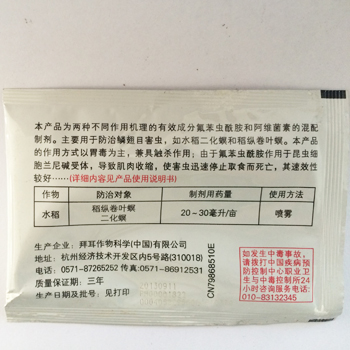 本产品为两种不同作用机理的有效成分氟苯虫酰胺和阿维菌素的混配
制剂。主要用于防治鳞翅目害虫，如水稻二化螟和稻纵卷叶螟。本产
品的作用方式以胃毒为主，兼具触杀作用；由于氟苯虫酰胺作用于昆虫细
胞兰尼碱受体，导致肌肉收缩，使害虫迅速停止取食而死亡，其速效性
较好……(详细内容见产品使用说明书)
作物 防治对象 制剂用药量 使用方法
水稻 稻纵卷叶螟
二化螟 20－30毫升/亩 喷雾
生产企业：拜耳作物科学(中国)有限公司
地址：杭州经济技术开发区内5号路(310018)
电话：0571-87265252 传真:0571-86912531
质量保证期：三年
生产日期及批号：见打印
CN79868510E
如发生中毒事故，
请拨打中国疾病预
防控制中心职业卫
生与中毒控制所24
小时咨询服务电话：
010-83132345